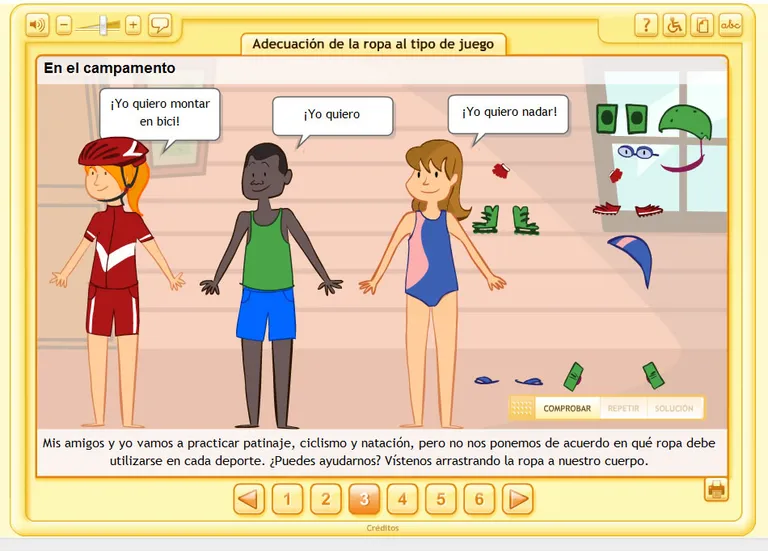 abc
Adecuación de la ropa al tipo de juego
En el campamento
¡Yo quiero montar
en bici!
¡Yo quiero
¡Yo quiero nadar!
COMPROBAR
REPETIR
SOLUCIÓN
Mis amigos y yo vamos a practicar patinaje, ciclismo y natación, pero no nos ponemos de acuerdo en qué ropa debe
utilizarse en cada deporte. ¿Puedes ayudarnos? Vístenos arrastrando la ropa a nuestro cuerpo.
1 2 3 4 5 6
Créditos